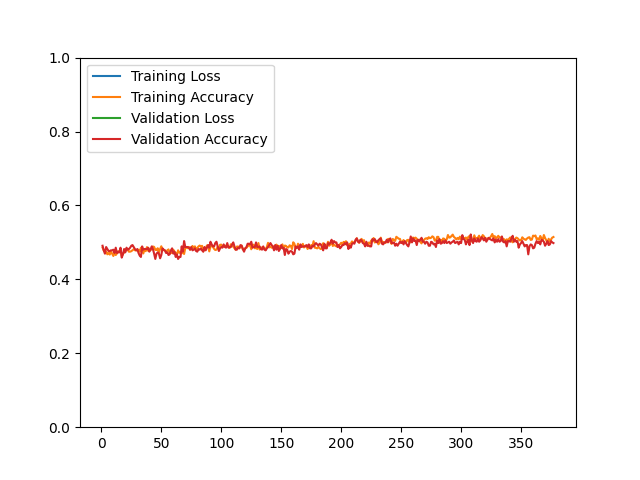 1.0
0.8
0.6
0.4
0.2
0.0
Training Loss
Training Accuracy
Validation Loss
Validation Accuracy
0 50 100 150 200 250 300 350